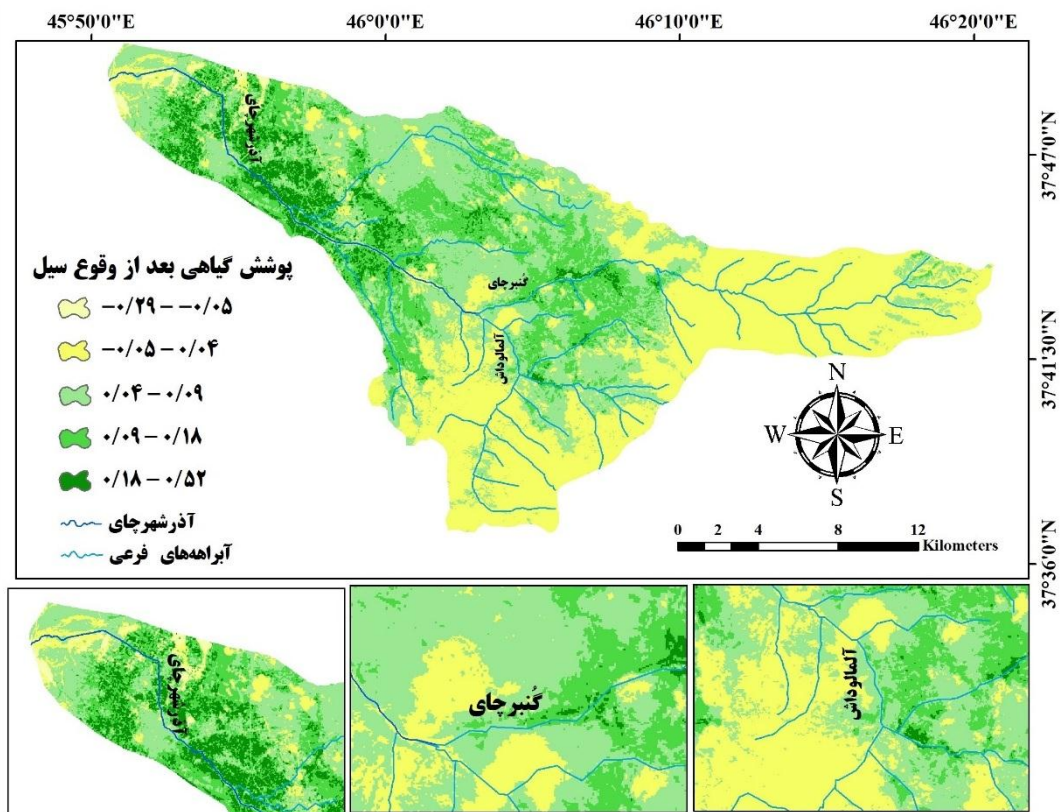 45°50'0"E 46°0'0"E 46°10'0"E 46°20'0"E
37°47'0"N
37°41'30"N
37°36'0"N
آذرشهرچای
گنبرچای
آلمالوداش
پوشش گیاهی بعد از وقوع سیل
-۰/۲۹ - -۰/۰۵
-۰/۰۵ - ۰/۰۴
۰/۰۴ - ۰/۰۹
۰/۰۹ - ۰/۱۸
۰/۱۸ - ۰/۵۲
آذرشهرچای
آبراهه‌های فرعی
N
W E
S
0 2 4 8 12
Kilometers
آذرشهرچای
گُنبرچای
آلمالوداش